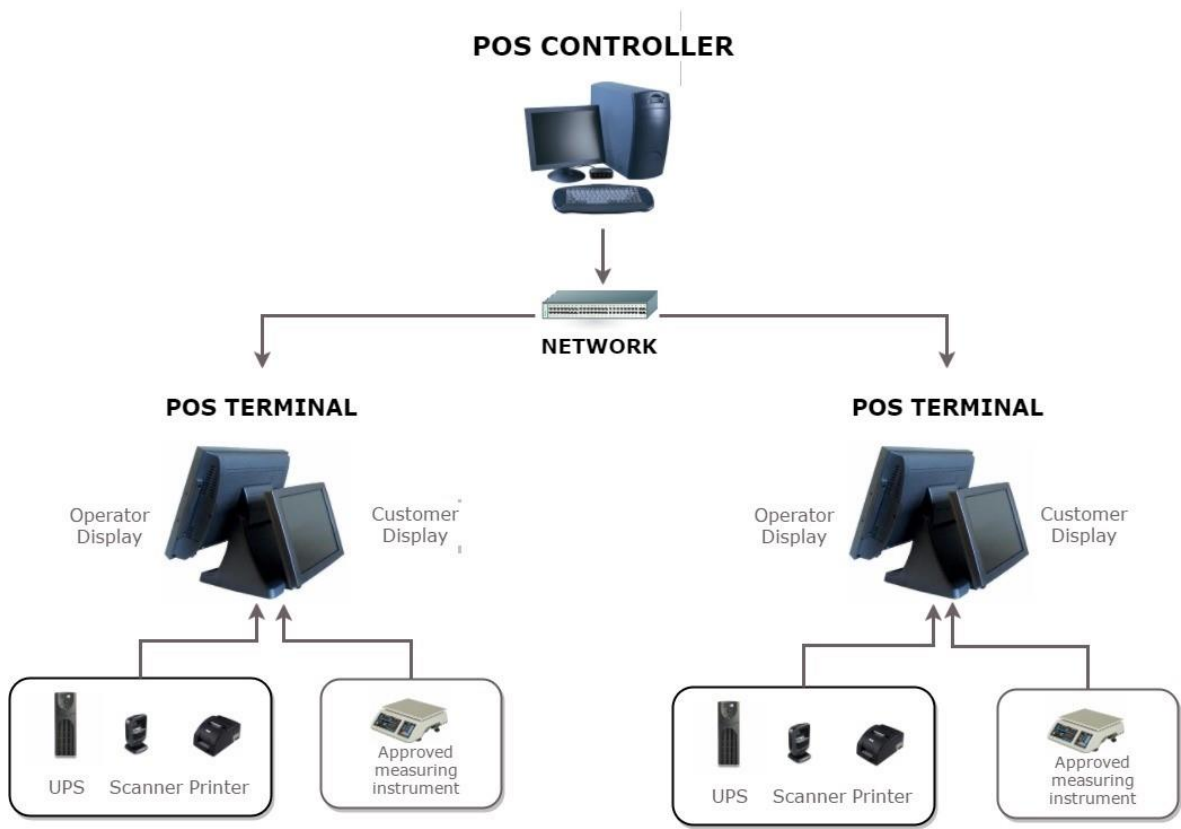 POS CONTROLLER
NETWORK
POS TERMINAL
POS TERMINAL
Operator
Display
Customer
Display
Operator
Display
Customer
Display
UPS
Scanner
Printer
Approved
measuring
instrument
UPS
Scanner
Printer
Approved
measuring
instrument